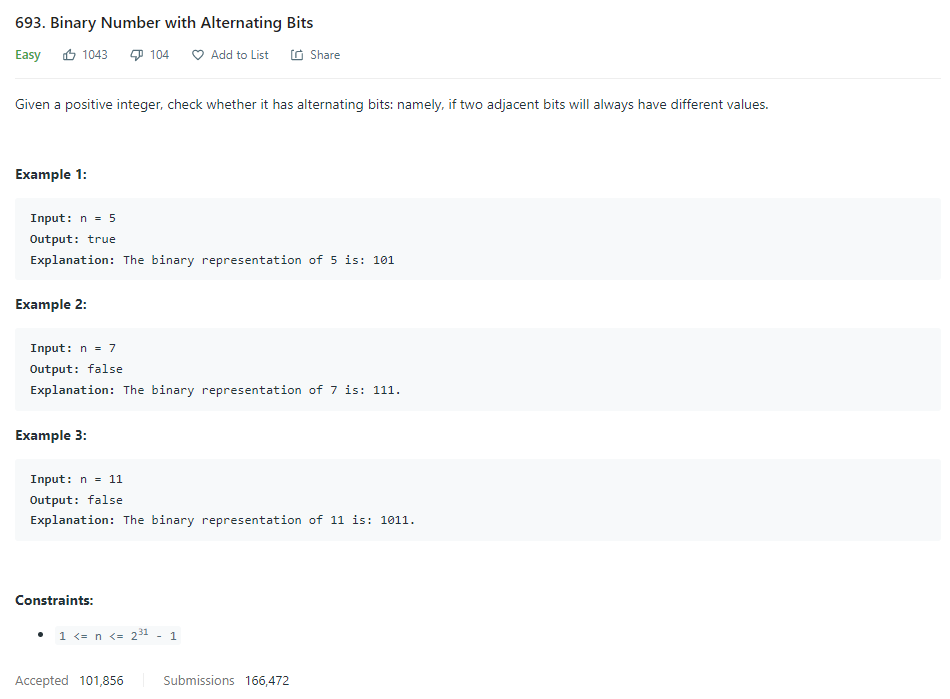 693. Binary Number with Alternating Bits
Easy 1043 104 Add to List Share
Given a positive integer, check whether it has alternating bits: namely, if two adjacent bits will always have different values.
Example 1:
Input: n = 5
Output: true
Explanation: The binary representation of 5 is: 101
Example 2:
Input: n = 7
Output: false
Explanation: The binary representation of 7 is: 111.
Example 3:
Input: n = 11
Output: false
Explanation: The binary representation of 11 is: 1011.
Constraints:
• 1 <= n <= 2³¹ - 1
Accepted 101,856 Submissions 166,472